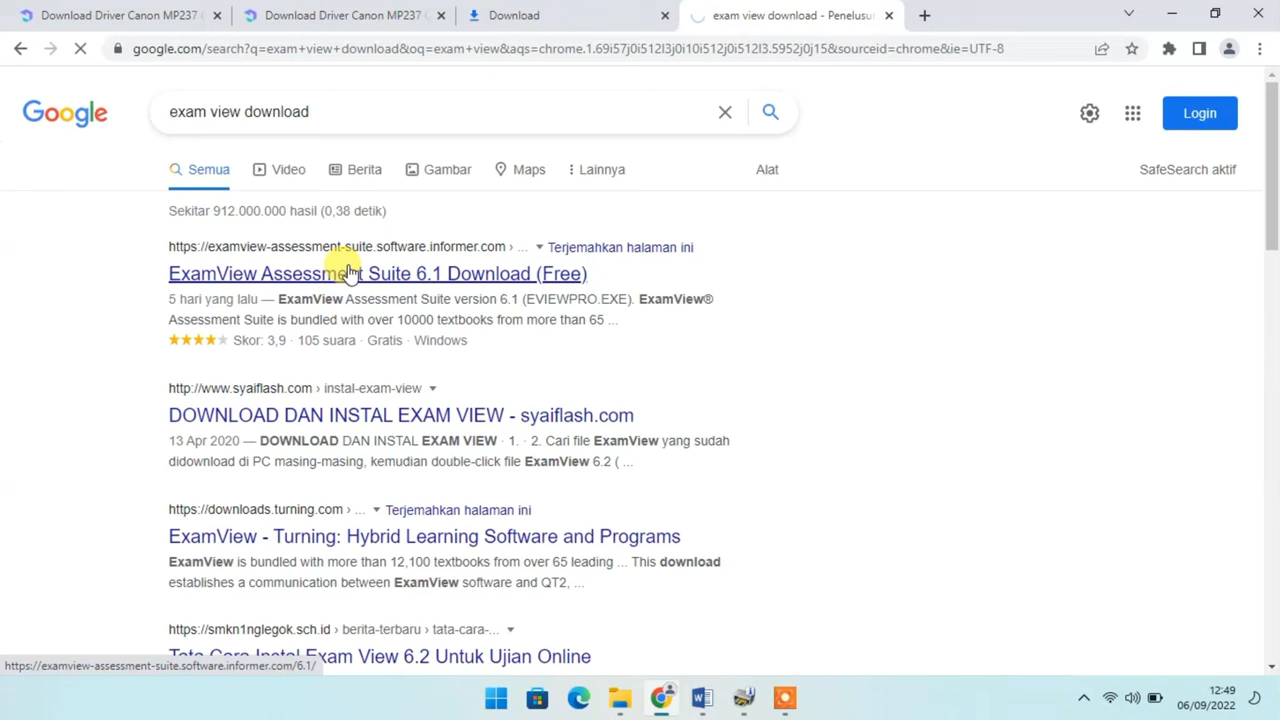 Download Driver Canon MP237 C
Download Driver Canon MP237 C
Download
exam view download - Penelusu
google.com/search?q=exam+view+download&oq=exam+view&aqs=chrome.1.69i57j0i512l3j0i10i512j0i512l3.5952j0j15&sourceid=chrome&ie=UTF-8
Google
exam view download
Login
Semua
Video
Berita
Gambar
Maps
Lainnya
Alat
SafeSearch aktif
Sekitar 912.000.000 hasil (0,38 detik)
https://examview-assessment-suite.software.informer.com › ... Terjemahkan halaman ini
ExamView Assessment Suite 6.1 Download (Free)
5 hari yang lalu — ExamView Assessment Suite version 6.1 (EVIEWPRO.EXE). ExamView®
Assessment Suite is bundled with over 10000 textbooks from more than 65 ...
Skor: 3,9 · 105 suara · Gratis · Windows
http://www.syaiflash.com › instal-exam-view
DOWNLOAD DAN INSTAL EXAM VIEW - syaiflash.com
13 Apr 2020 — DOWNLOAD DAN INSTAL EXAM VIEW · 1. · 2. Cari file ExamView yang sudah
didownload di PC masing-masing, kemudian double-click file ExamView 6.2 ( ...
https://downloads.turning.com › ... Terjemahkan halaman ini
ExamView - Turning: Hybrid Learning Software and Programs
ExamView is bundled with more than 12,100 textbooks from over 65 leading ... This download
establishes a communication between ExamView software and QT2, ...
https://smkn1nglegok.sch.id › berita-terbaru › tata-cara-...
Tata Cara Instal Exam View 6.2 Untuk Ujian Online
https://examview-assessment-suite.software.informer.com/6.1/
12:49
06/09/2022